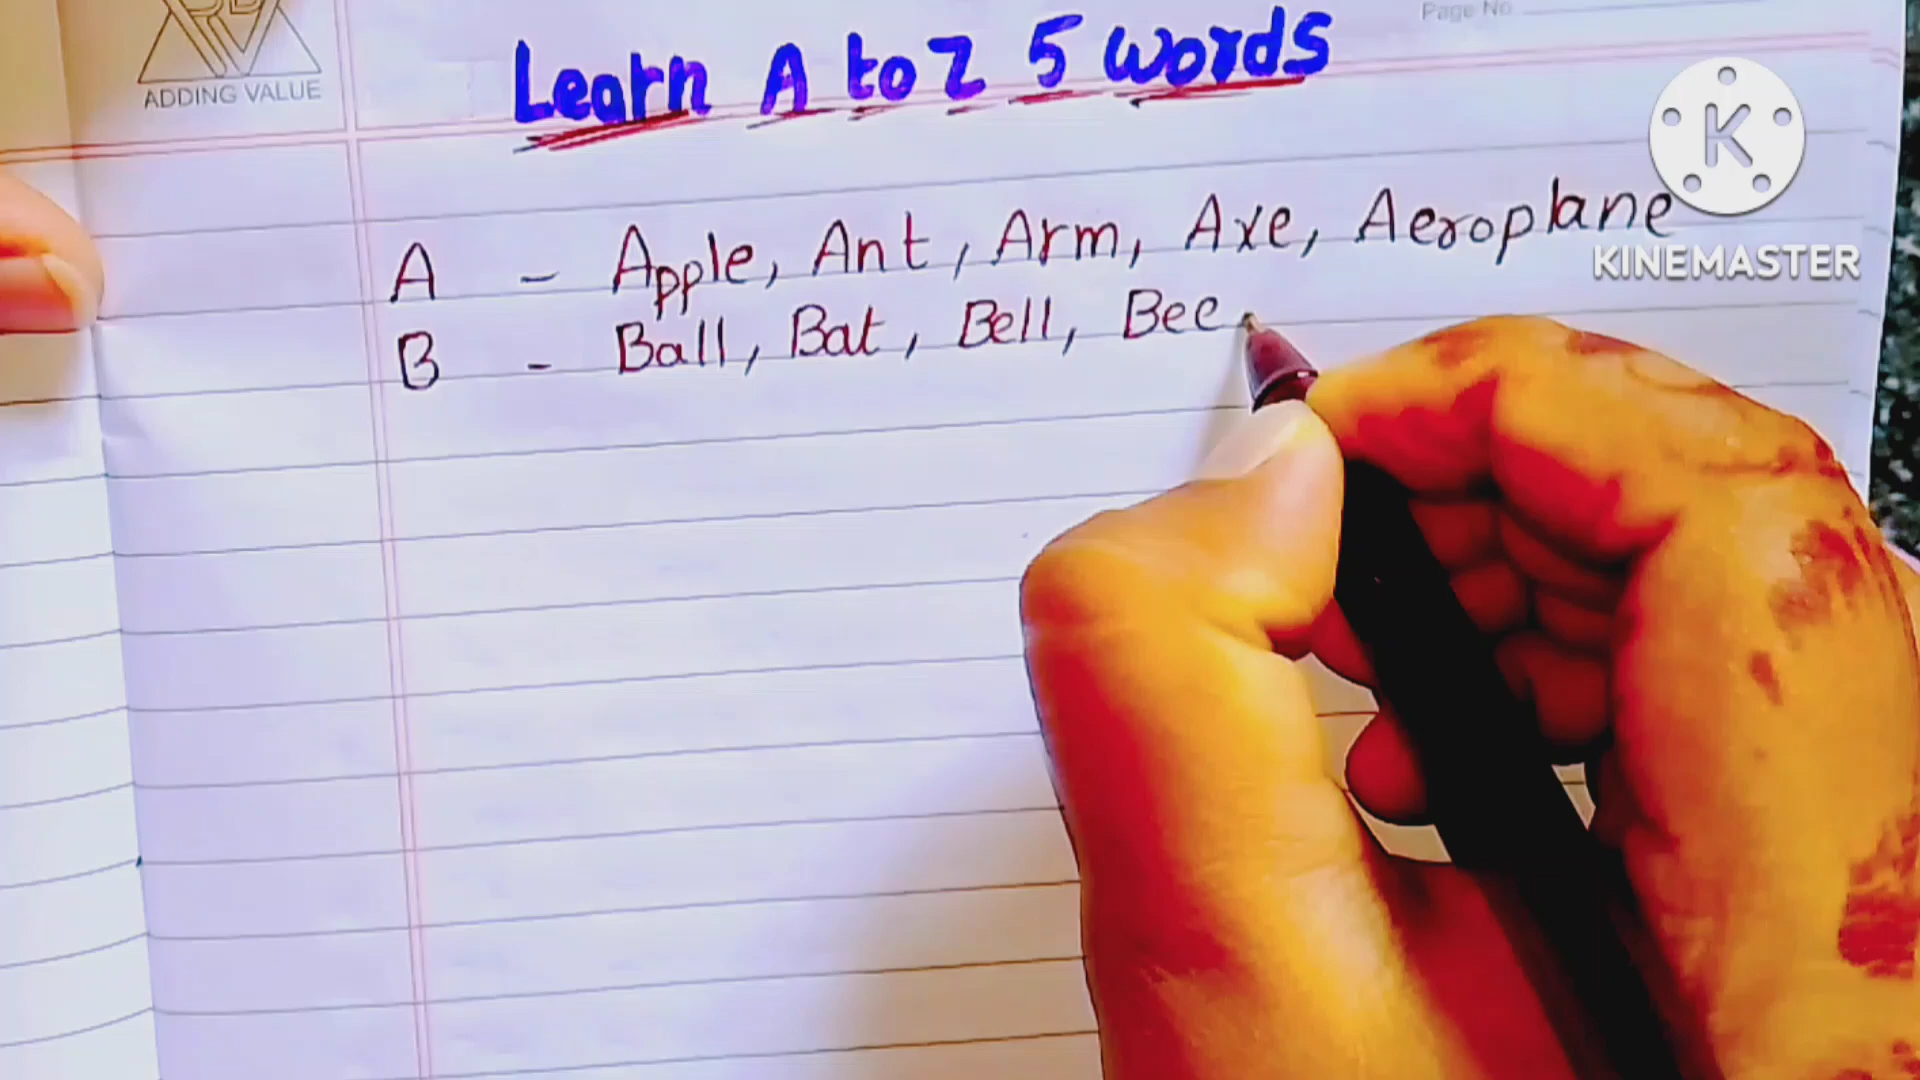 Page No
ADDING VALUE
Learn A to Z 5 words
K
KINEMASTER
A - Apple, Ant, Arm, Axe, Aeroplane
B - Ball, Bat, Bell, Bee